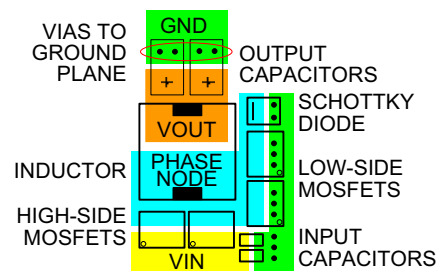 GND
VIAS TO
GROUND
PLANE
OUTPUT
CAPACITORS
+ +
VOUT
SCHOTTKY
DIODE
INDUCTOR
PHASE
NODE
LOW-SIDE
MOSFETS
HIGH-SIDE
MOSFETS
VIN
INPUT
CAPACITORS